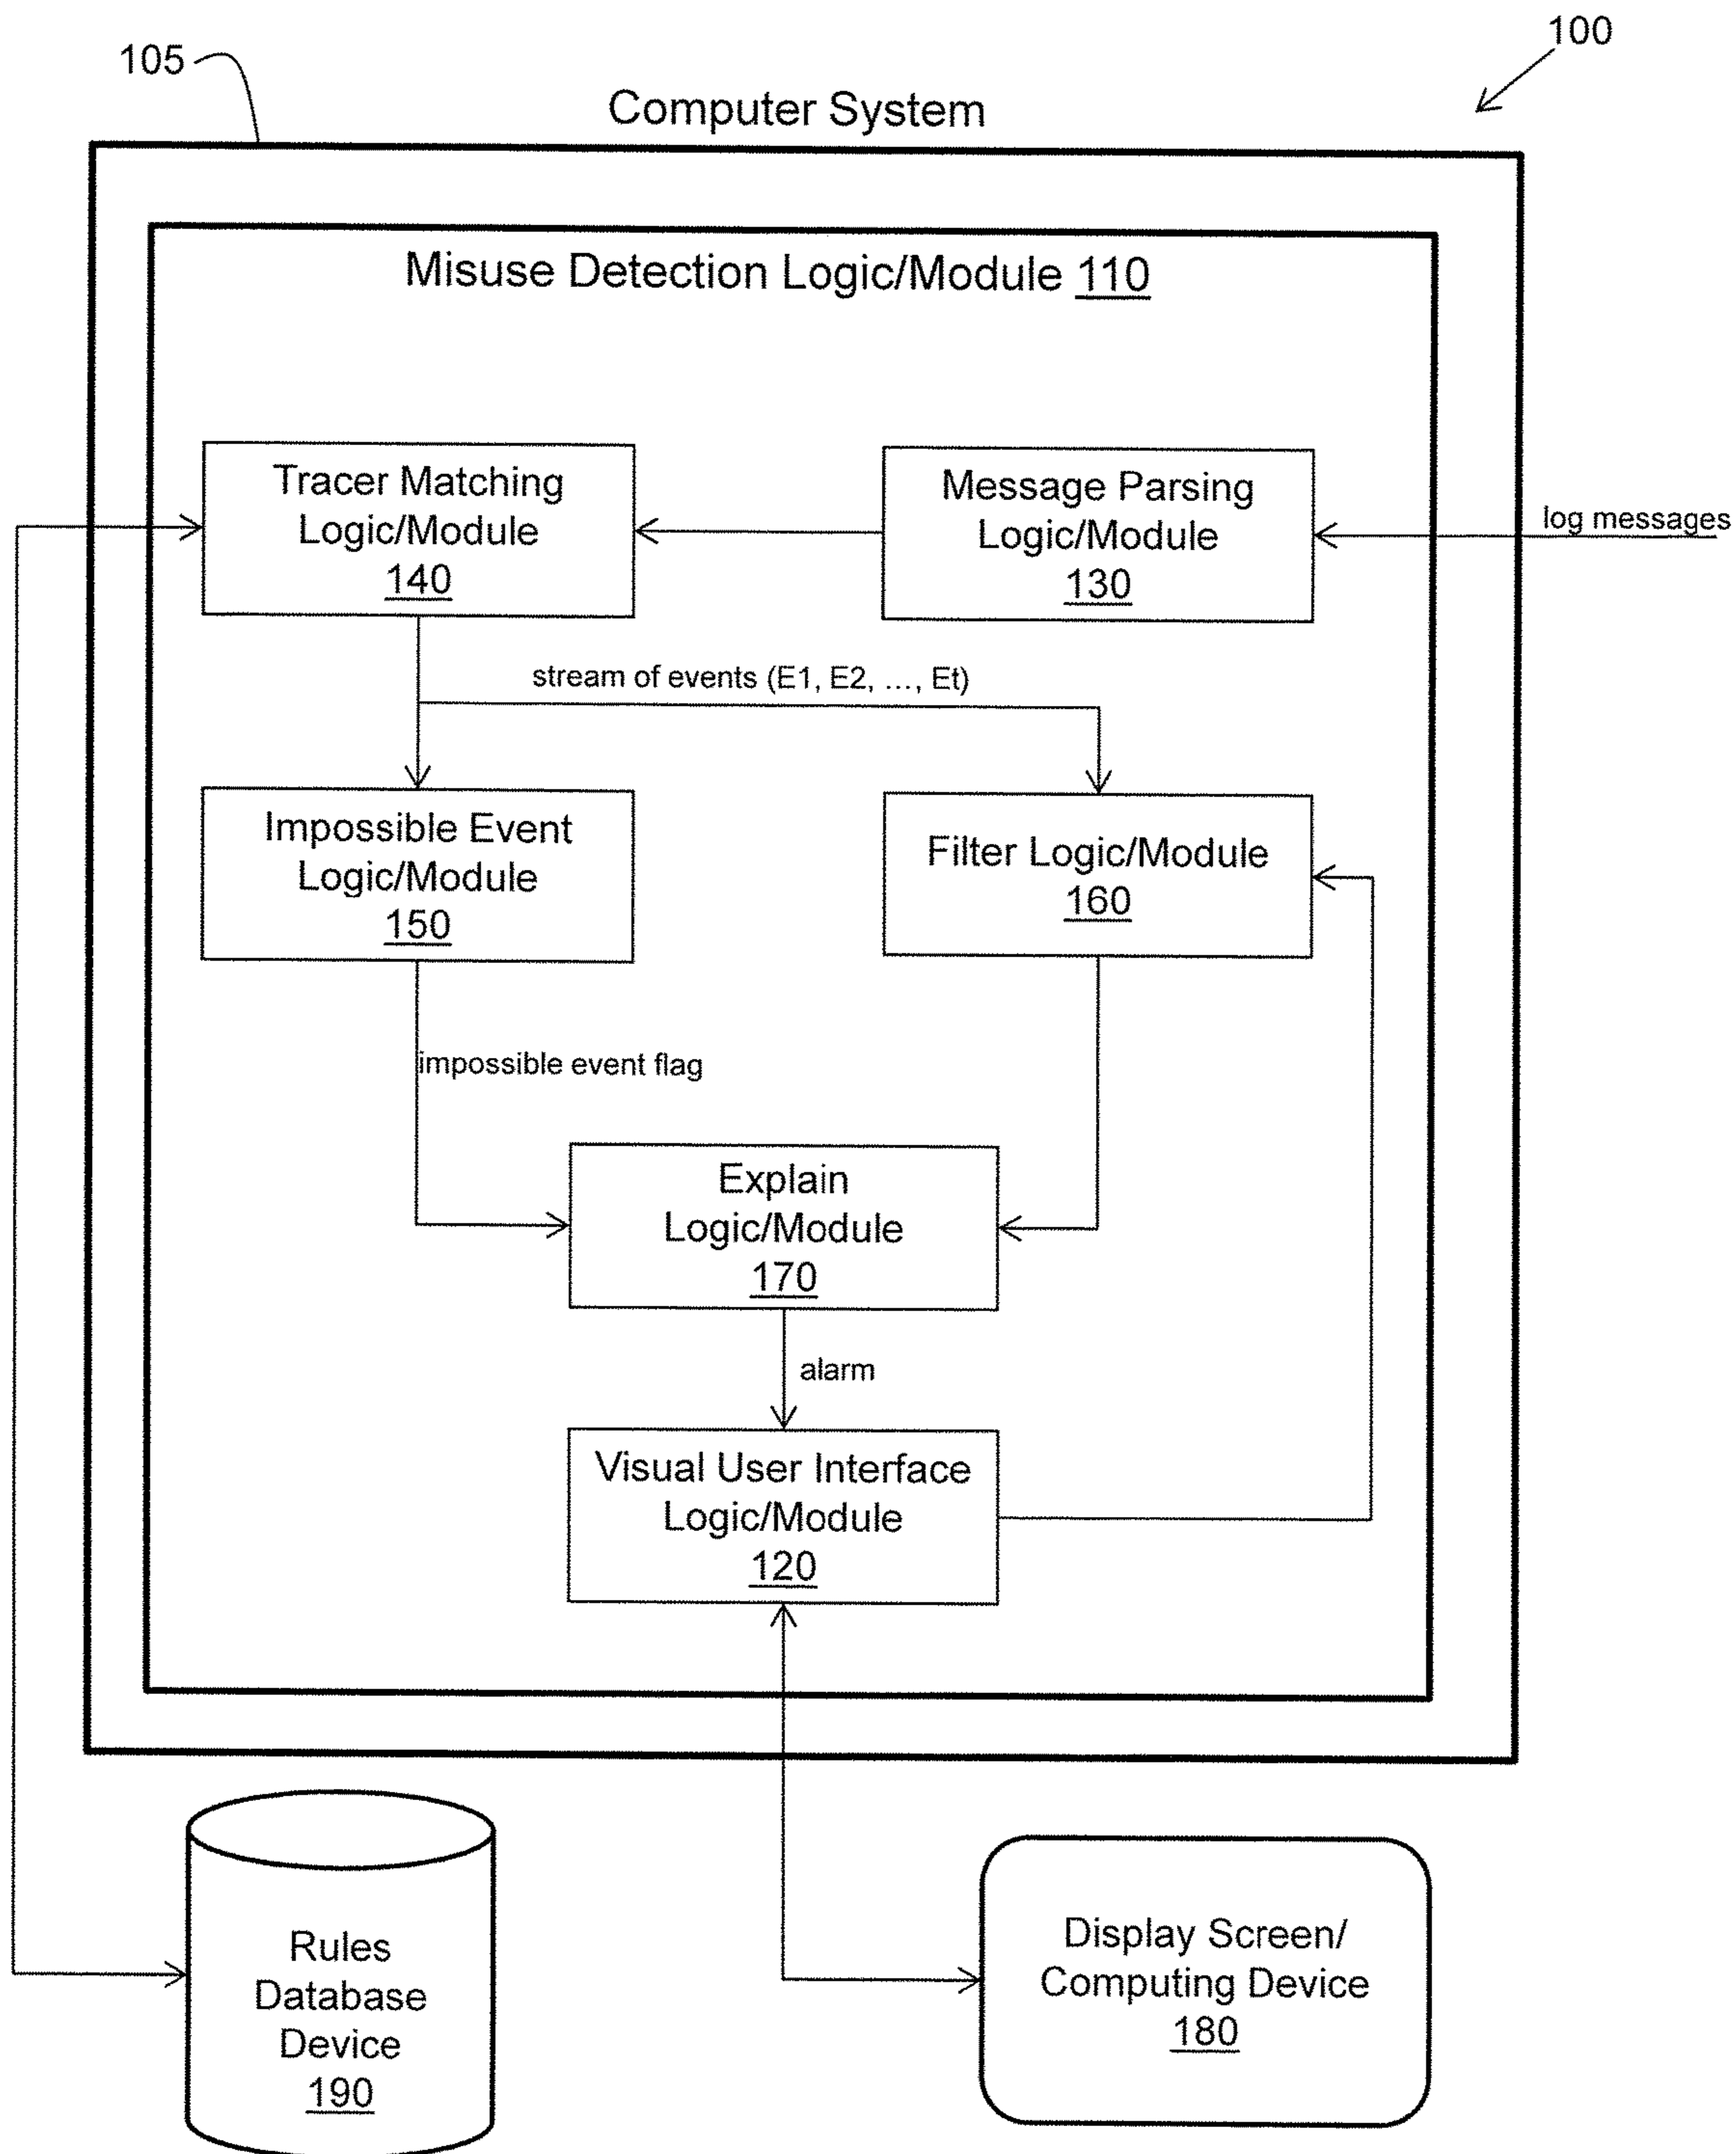 100
105
Computer System
Misuse Detection Logic/Module 110
Tracer Matching
Logic/Module
140
Message Parsing
Logic/Module
130
log messages
stream of events (E1, E2, ..., Et)
Impossible Event
Logic/Module
150
Filter Logic/Module
160
impossible event flag
Explain
Logic/Module
170
alarm
Visual User Interface
Logic/Module
120
Rules
Database
Device
190
Display Screen/
Computing Device
180